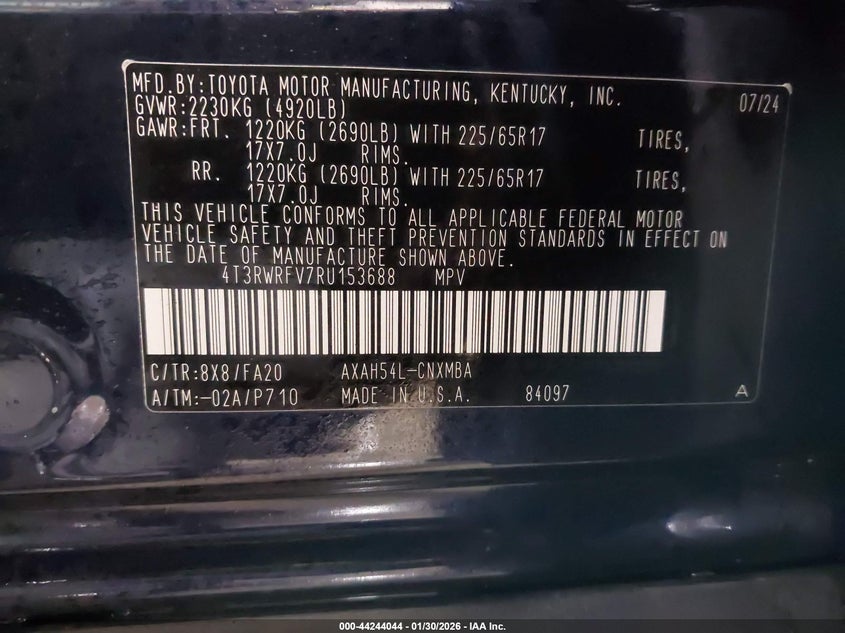 MFD.BY:TOYOTA MOTOR MANUFACTURING, KENTUCKY, INC. 07/24
GVWR:2230KG (4920LB)
GAWR:FRT. 1220KG (2690LB) WITH 225/65R17 TIRES,
17X7.0J RIMS.
RR. 1220KG (2690LB) WITH 225/65R17 TIRES,
17X7.0J RIMS.
THIS VEHICLE CONFORMS TO ALL APPLICABLE FEDERAL MOTOR
VEHICLE SAFETY AND THEFT PREVENTION STANDARDS IN EFFECT ON
THE DATE OF MANUFACTURE SHOWN ABOVE.
4T3RWRFV7RU153688 MPV
C/TR:8X8/FA20 AXAH54L-CNXMBA
A/TM:-02A/P710 MADE IN U.S.A. 84097 A
000-44244044 — 01/30/2026 - IAA Inc.